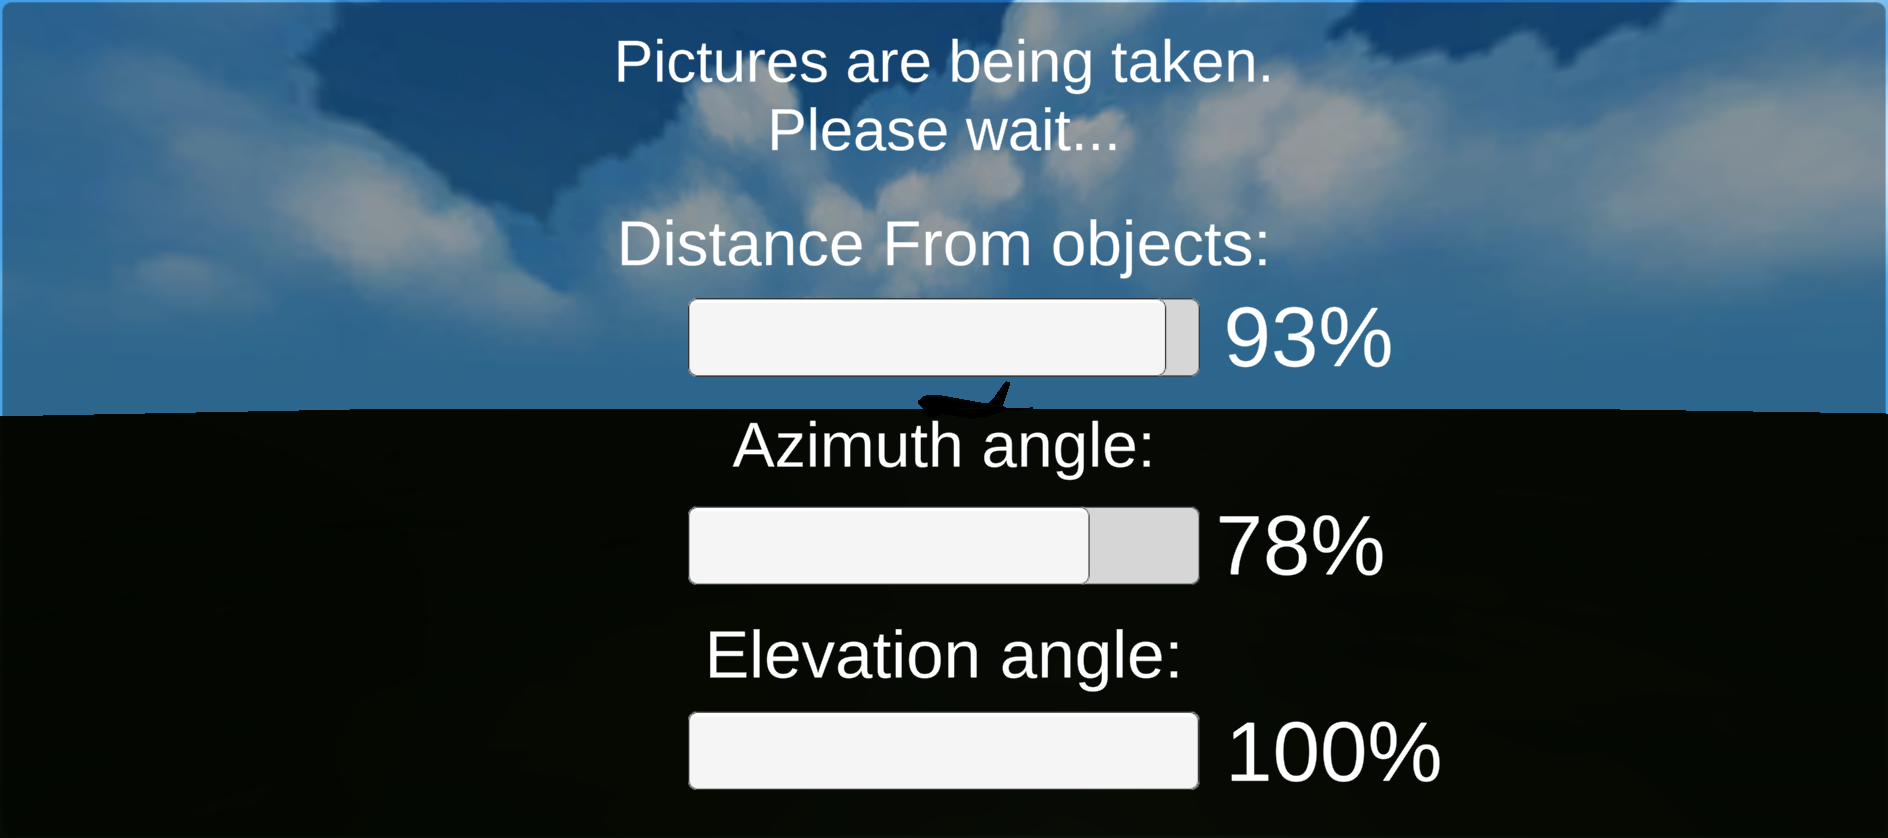 Pictures are being taken.
Please wait...
Distance From objects:
93%
Azimuth angle:
78%
Elevation angle:
100%